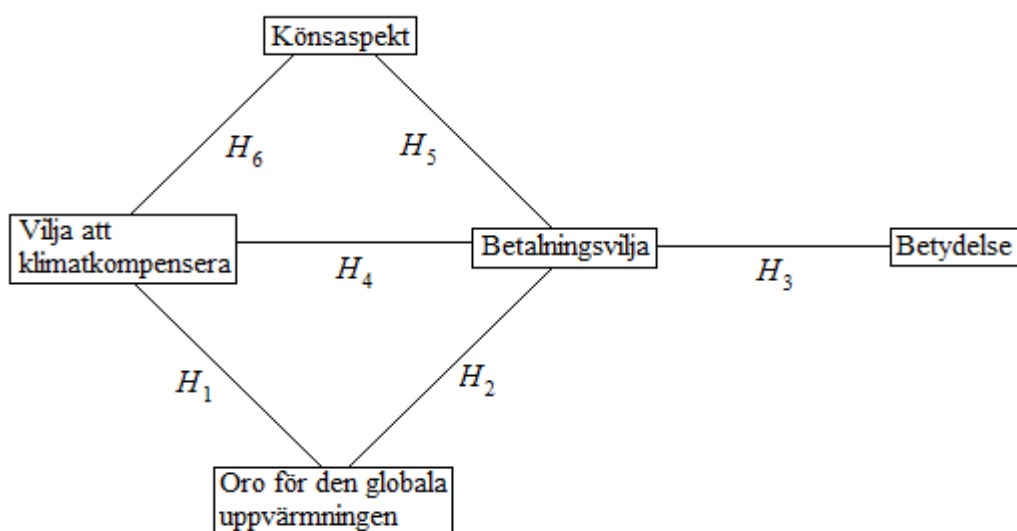 Könsaspekt
H6
H5
Vilja att
klimatkompensera
H4
Betalningsvilja
H3
Betydelse
H1
H2
Oro för den globala
uppvärmningen